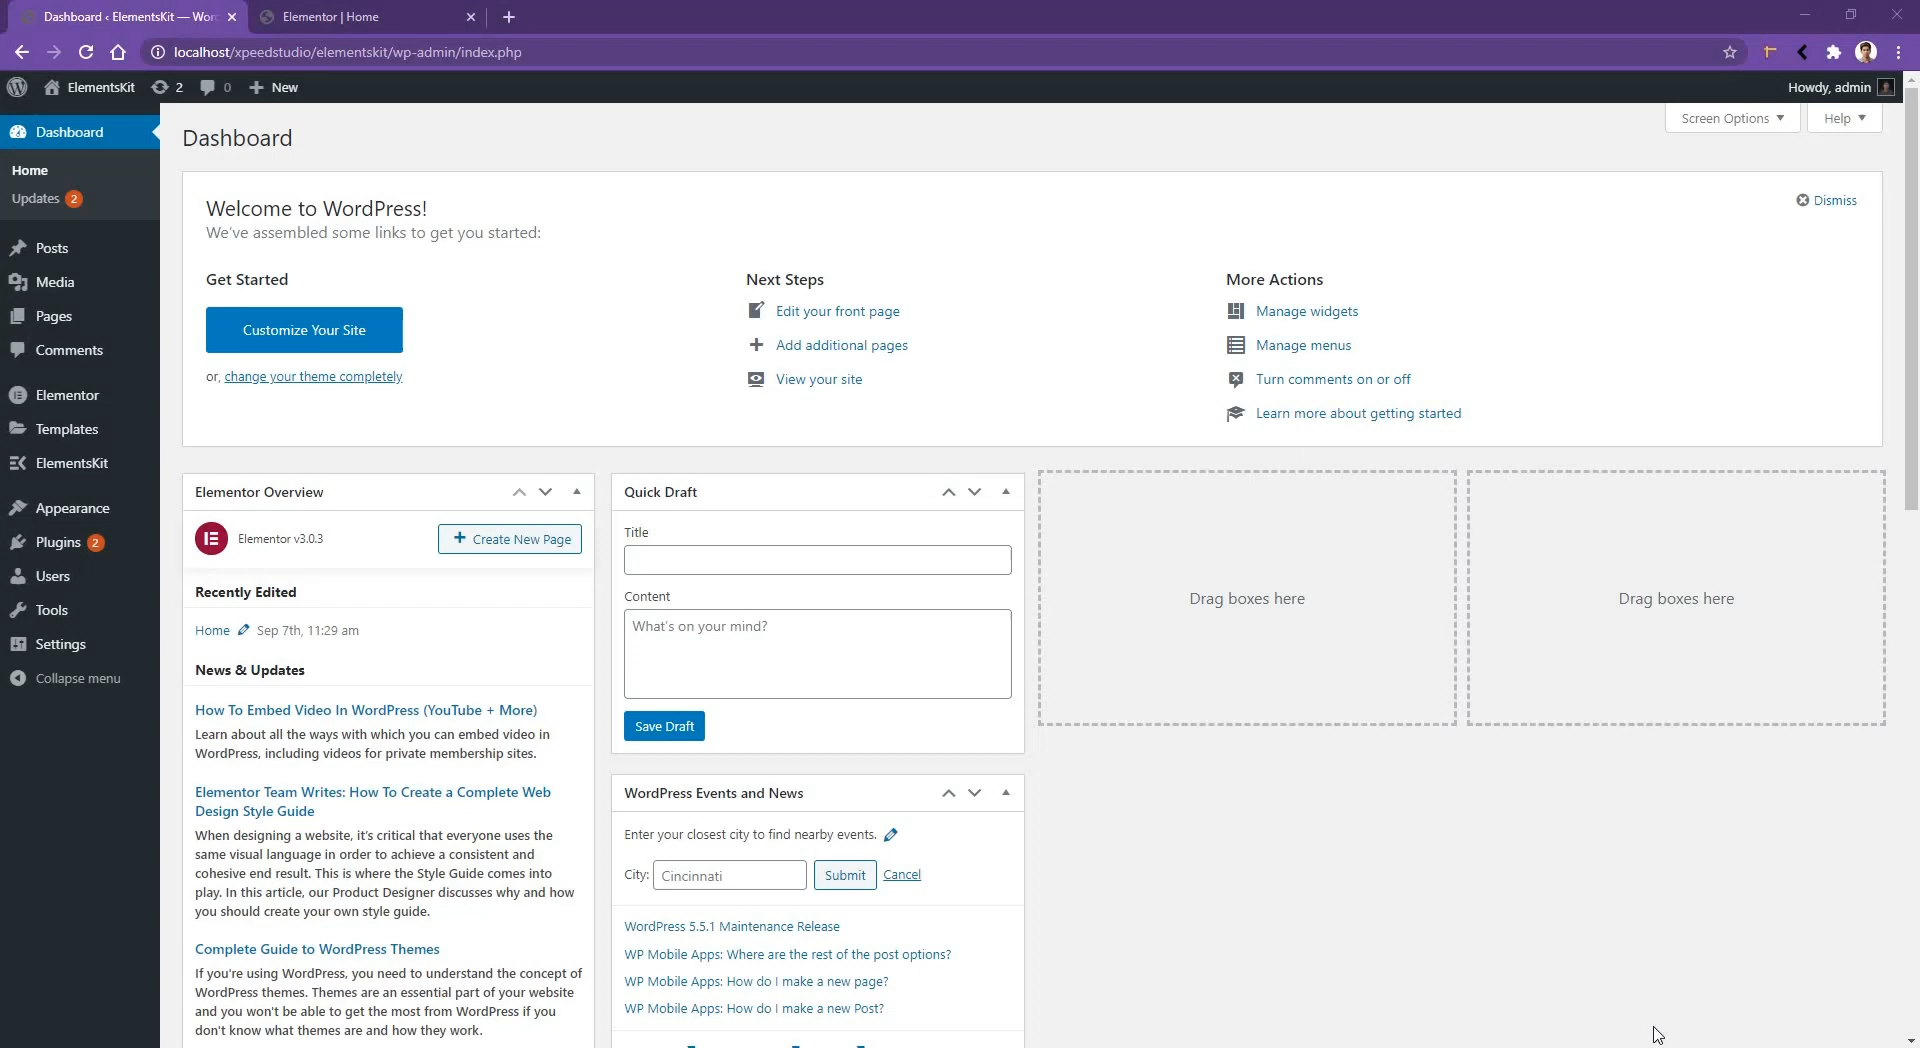 Dashboard ‹ ElementsKit — Wor
Elementor | Home
localhost/xpeedstudio/elementskit/wp-admin/index.php
ElementsKit
2
0
New
Howdy, admin
Dashboard
Home
Updates 2
Posts
Media
Pages
Comments
Elementor
Templates
ElementsKit
Appearance
Plugins 2
Users
Tools
Settings
Collapse menu
Dashboard
Screen Options
Help
Welcome to WordPress!
We've assembled some links to get you started:
Dismiss
Get Started
Customize Your Site
or, change your theme completely
Next Steps
Edit your front page
Add additional pages
View your site
More Actions
Manage widgets
Manage menus
Turn comments on or off
Learn more about getting started
Elementor Overview
Elementor v3.0.3
Create New Page
Recently Edited
Home Sep 7th, 11:29 am
News & Updates
How To Embed Video In WordPress (YouTube + More)
Learn about all the ways with which you can embed video in
WordPress, including videos for private membership sites.
Elementor Team Writes: How To Create a Complete Web
Design Style Guide
When designing a website, it's critical that everyone uses the
same visual language in order to achieve a consistent and
cohesive end result. This is where the Style Guide comes into
play. In this article, our Product Designer discusses why and how
you should create your own style guide.
Complete Guide to WordPress Themes
If you're using WordPress, you need to understand the concept of
WordPress themes. Themes are an essential part of your website
and you won't be able to get the most from WordPress if you
don't know what themes are and how they work.
Quick Draft
Title
Content
What's on your mind?
Save Draft
WordPress Events and News
Enter your closest city to find nearby events.
City: Cincinnati Submit Cancel
WordPress 5.5.1 Maintenance Release
WP Mobile Apps: Where are the rest of the post options?
WP Mobile Apps: How do I make a new page?
WP Mobile Apps: How do I make a new Post?
Drag boxes here
Drag boxes here